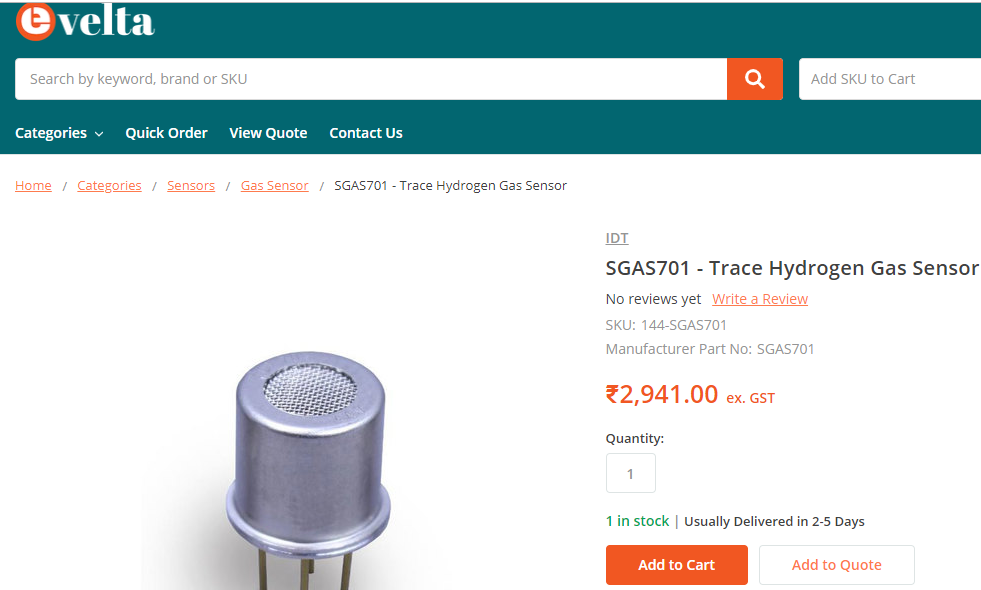 evelta
Search by keyword, brand or SKU
Add SKU to Cart
Categories Quick Order View Quote Contact Us
Home / Categories / Sensors / Gas Sensor / SGAS701 - Trace Hydrogen Gas Sensor
IDT
SGAS701 - Trace Hydrogen Gas Sensor
No reviews yet Write a Review
SKU: 144-SGAS701
Manufacturer Part No: SGAS701
₹2,941.00 ex. GST
Quantity:
1
1 in stock | Usually Delivered in 2-5 Days
Add to Cart Add to Quote